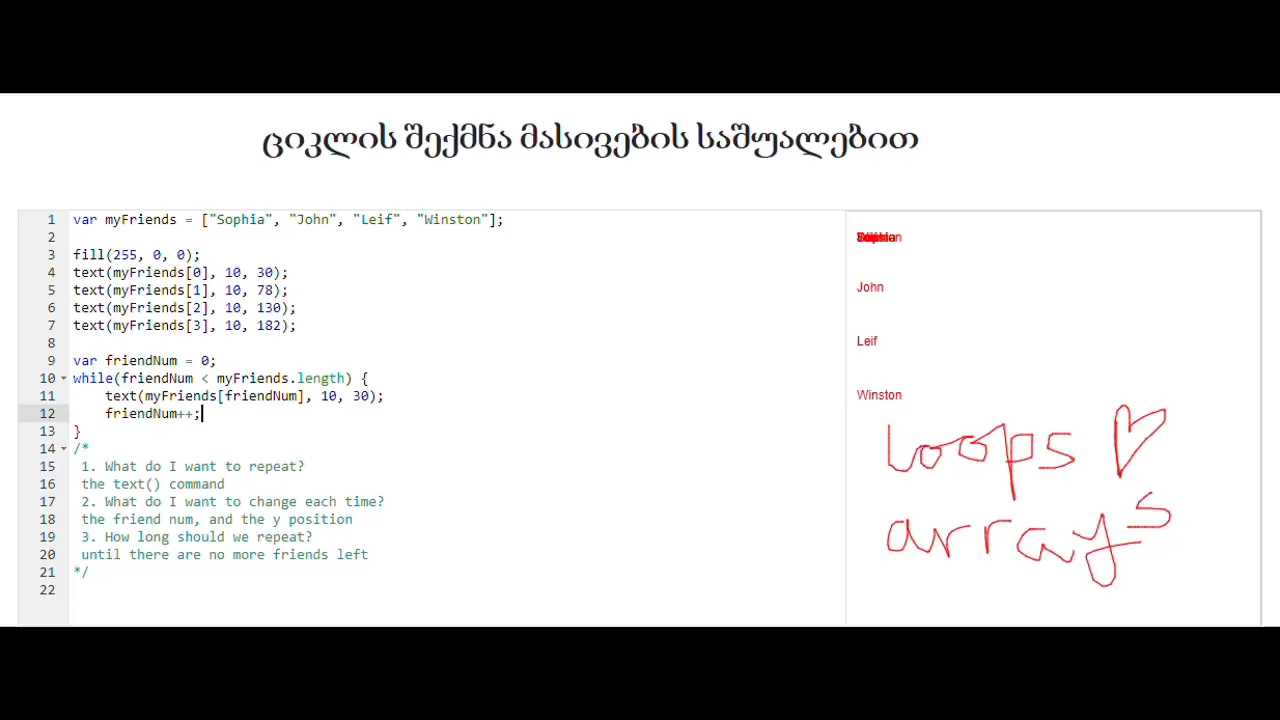 ციკლის შექმნა მასივების საშუალებით
1 var myFriends = ["Sophia", "John", "Leif", "Winston"];
2
3 fill(255, 0, 0);
4 text(myFriends[0], 10, 30);
5 text(myFriends[1], 10, 78);
6 text(myFriends[2], 10, 130);
7 text(myFriends[3], 10, 182);
8
9 var friendNum = 0;
10 while(friendNum < myFriends.length) {
11 text(myFriends[friendNum], 10, 30);
12 friendNum++;
13 }
14 /*
15 1. What do I want to repeat?
16 the text() command
17 2. What do I want to change each time?
18 the friend num, and the y position
19 3. How long should we repeat?
20 until there are no more friends left
21 */
22
John
Leif
Winston
Loops
arrays